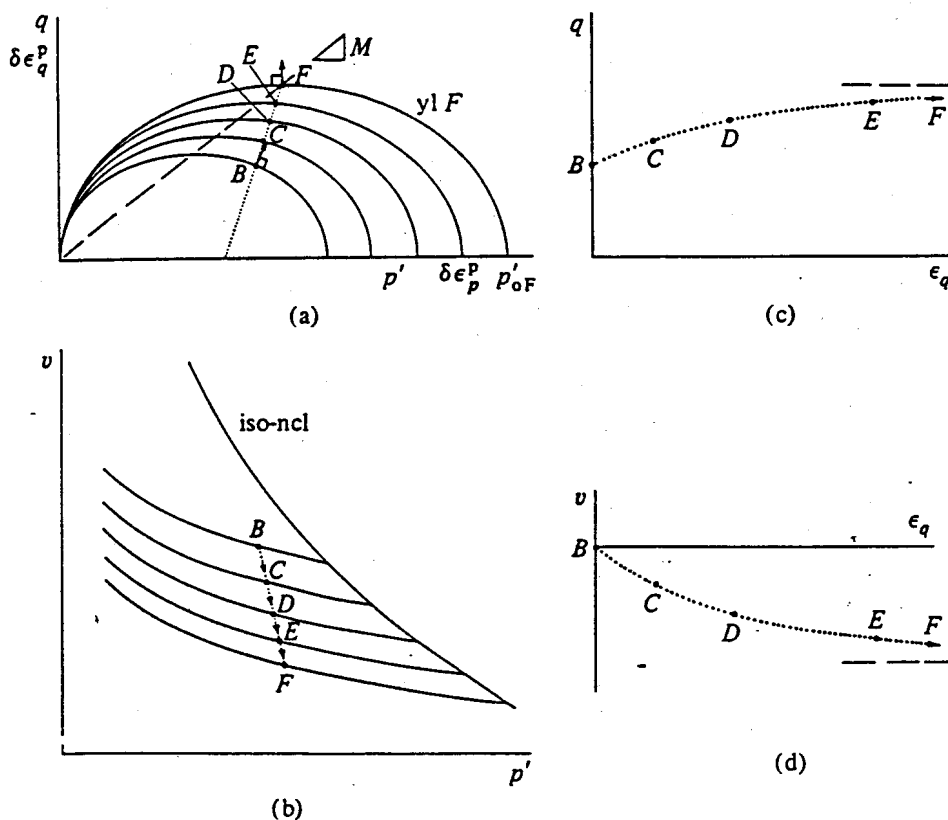 q
δε_q^p
E
D
F
M
C
B
yl F
p'
δε_p^p
p'_oF
(a)
q
B
C
D
E
F
ε_q
(c)
v
iso-ncl
B
C
D
E
F
p'
(b)
v
ε_q
B
C
D
E
F
(d)